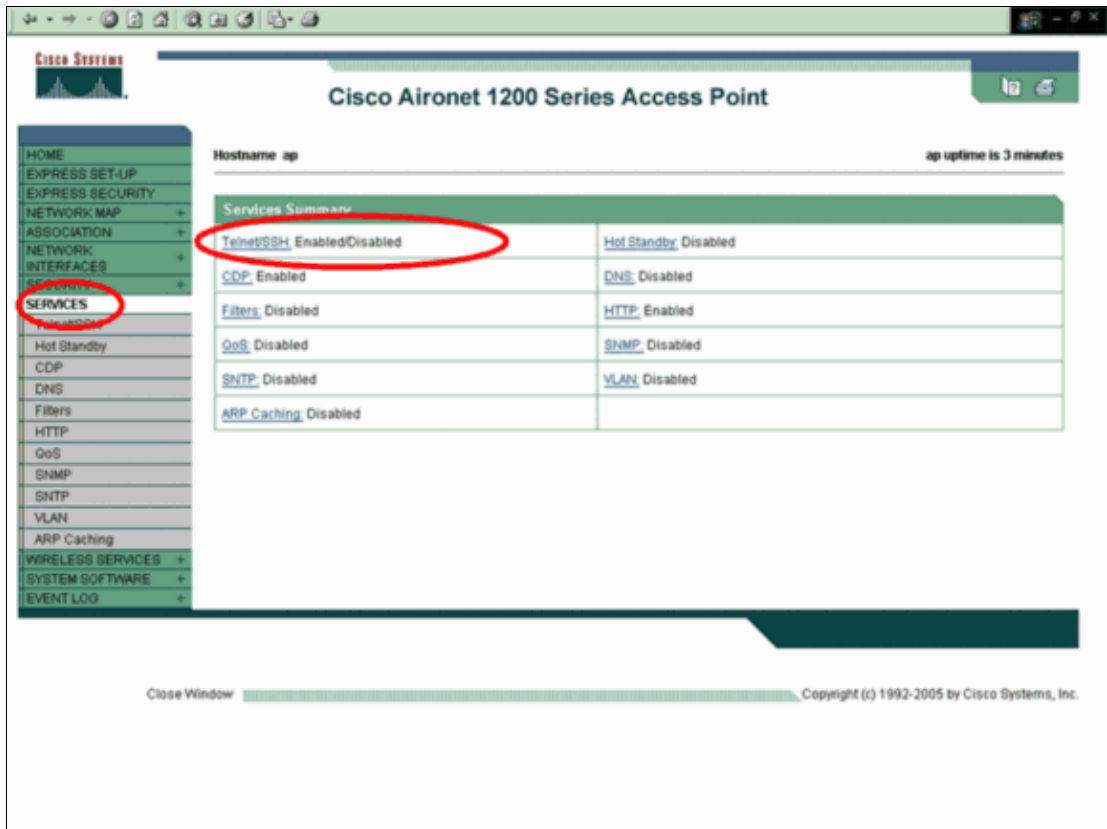 CISCO SYSTEMS
Cisco Aironet 1200 Series Access Point
HOME
EXPRESS SET-UP
EXPRESS SECURITY
NETWORK MAP +
ASSOCIATION +
NETWORK
INTERFACES +
SECURITY +
SERVICES
Telnet/SSH
Hot Standby
CDP
DNS
Filters
HTTP
QoS
SNMP
SNTP
VLAN
ARP Caching
WIRELESS SERVICES +
SYSTEM SOFTWARE +
EVENT LOG +
Hostname ap
ap uptime is 3 minutes
Services Summary
Telnet/SSH: Enabled/Disabled
Hot Standby: Disabled
CDP: Enabled
DNS: Disabled
Filters: Disabled
HTTP: Enabled
QoS: Disabled
SNMP: Disabled
SNTP: Disabled
VLAN: Disabled
ARP Caching: Disabled
Close Window
Copyright (c) 1992-2005 by Cisco Systems, Inc.